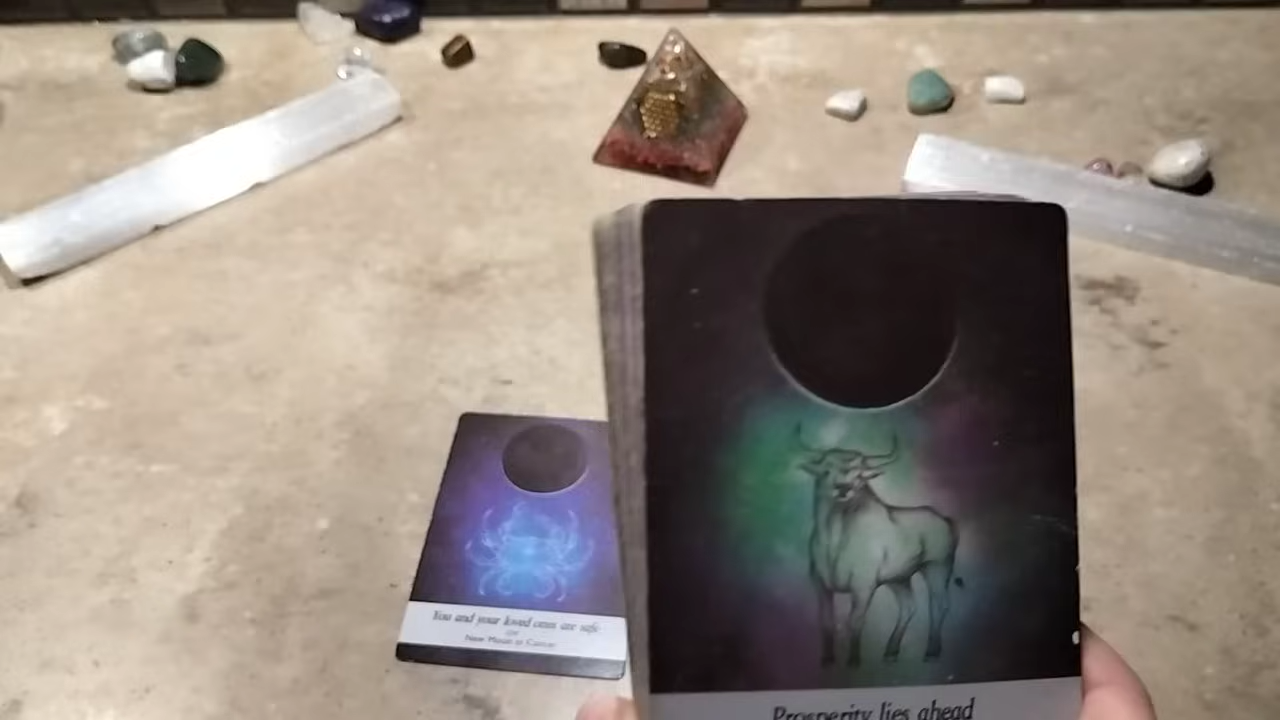 You and your loved ones are safe
New Moon in Cancer
Prosperity lies ahead